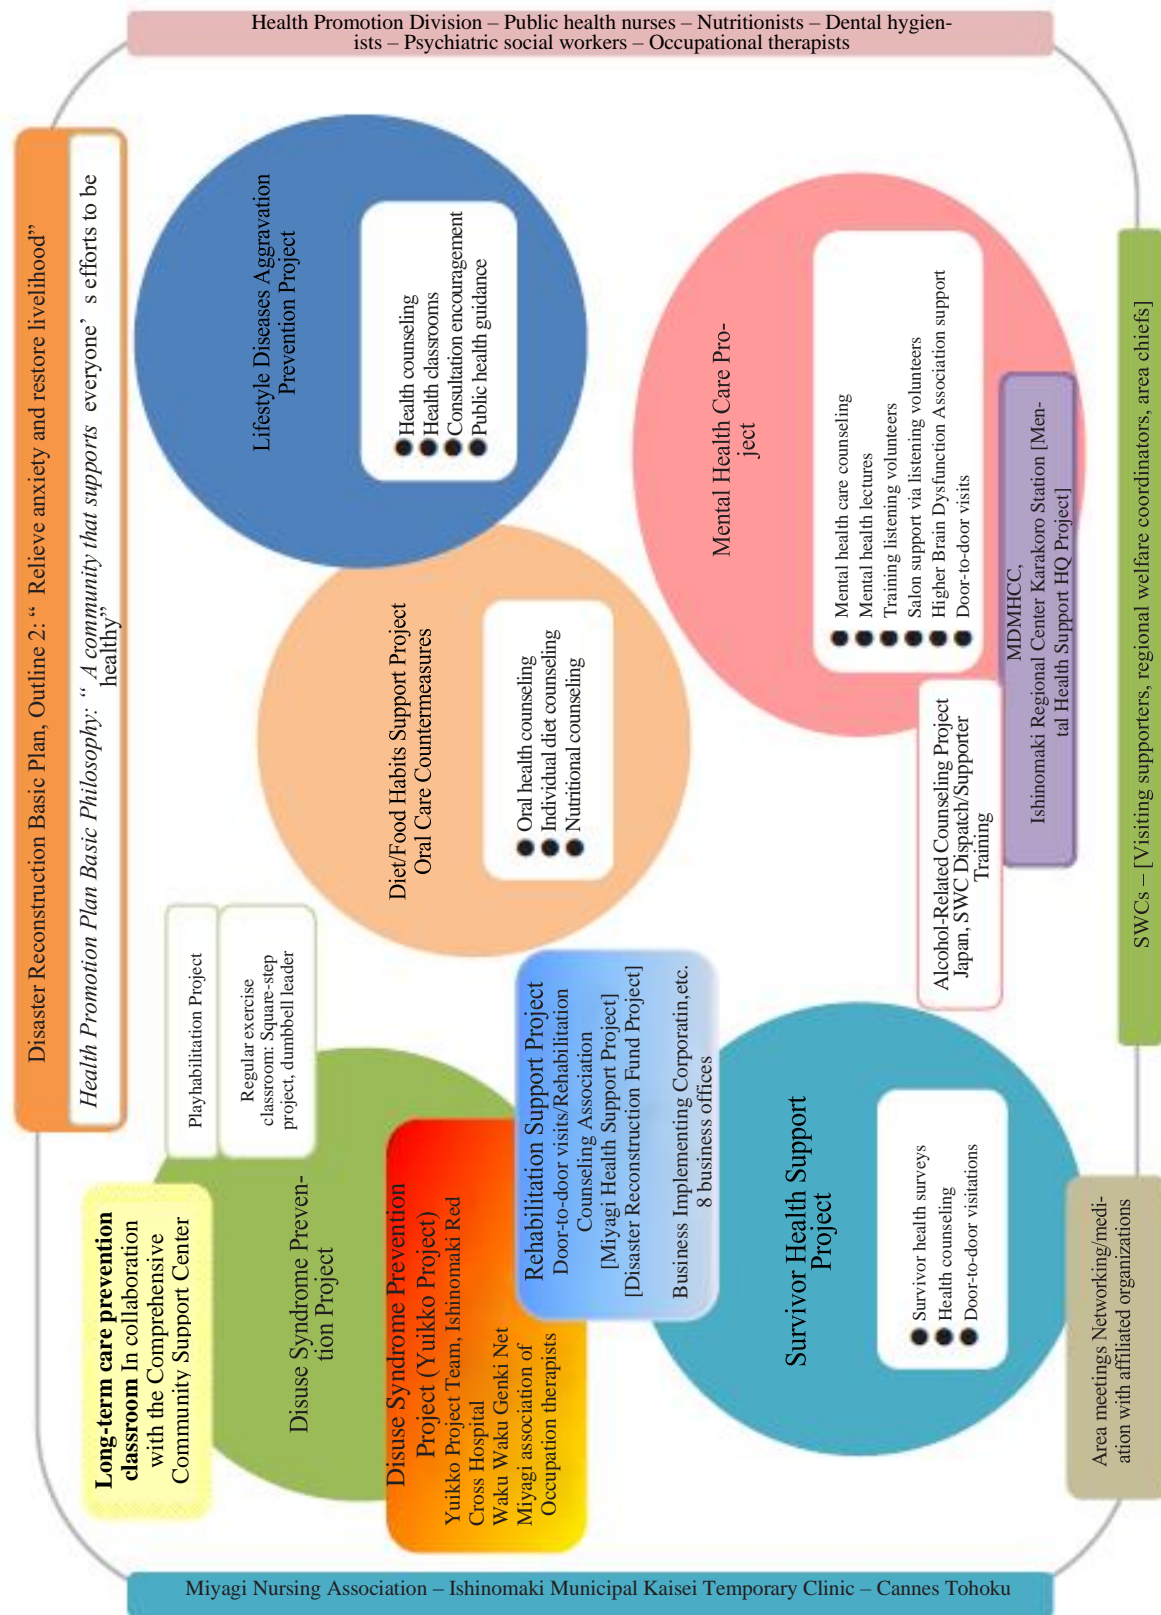 Health Promotion Division – Public health nurses – Nutritionists – Dental hygien-
ists – Psychiatric social workers – Occupational therapists
Disaster Reconstruction Basic Plan, Outline 2: “ Relieve anxiety and restore livelihood”
Health Promotion Plan Basic Philosophy: “ A community that supports everyone’ s efforts to be
healthy”
Long-term care prevention
classroom In collaboration
with the Comprehensive
Community Support Center
Playhabilitation Project
Regular exercise
classroom: Square-step
project, dumbbell leader
Disuse Syndrome Preven-
tion Project
Disuse Syndrome Prevention
Project (Yuikko Project)
Yuikko Project Team, Ishinomaki Red
Cross Hospital
Waku Waku Genki Net
Miyagi association of
Occupation therapists
Rehabilitation Support Project
Door-to-door visits/Rehabilitation
Counseling Association
[Miyagi Health Support Project]
[Disaster Reconstruction Fund Project]
Business Implementing Corporatin,etc.
8 business offices
Diet/Food Habits Support Project
Oral Care Countermeasures
● Oral health counseling
● Individual diet counseling
● Nutritional counseling
Lifestyle Diseases Aggravation
Prevention Project
● Health counseling
● Health classrooms
● Consultation encouragement
● Public health guidance
Survivor Health Support
Project
● Survivor health surveys
● Health counseling
● Door-to-door visitations
Mental Health Care Pro-
ject
● Mental health care counseling
● Mental health lectures
● Training listening volunteers
● Salon support via listening volunteers
● Higher Brain Dysfunction Association support
● Door-to-door visits
Alcohol-Related Counseling Project
Japan, SWC Dispatch/Supporter
Training
MDMHCC,
Ishinomaki Regional Center Karakoro Station [Men-
tal Health Support HQ Project]
Area meetings Networking/medi-
ation with affiliated organizations
SWCs – [Visiting supporters, regional welfare coordinators, area chiefs]
Miyagi Nursing Association – Ishinomaki Municipal Kaisei Temporary Clinic – Cannes Tohoku